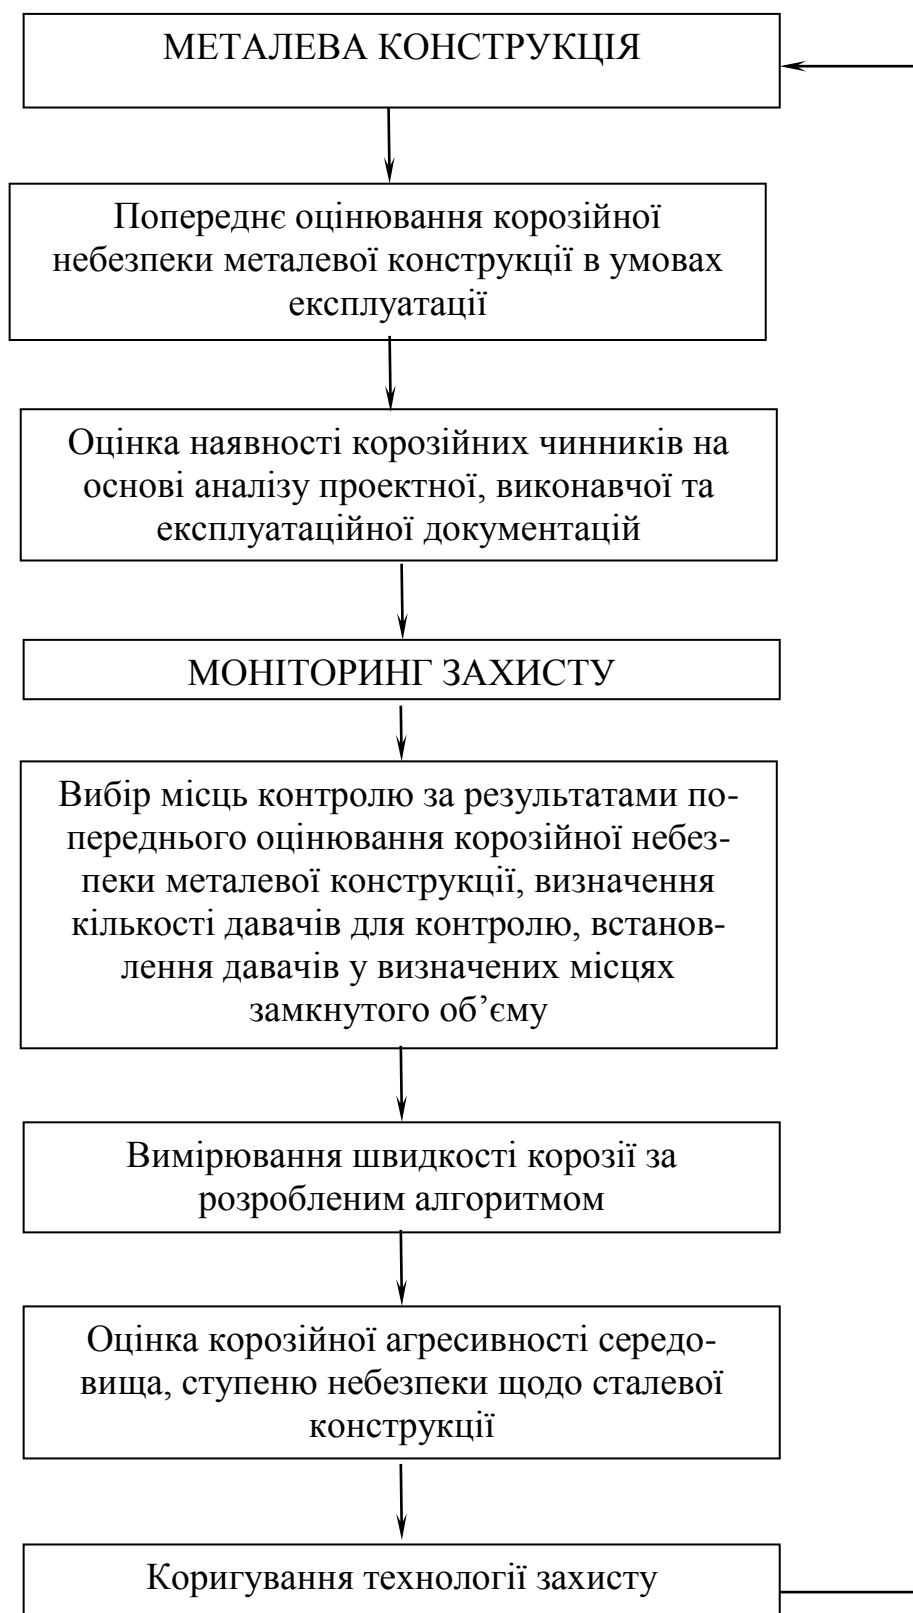 МЕТАЛЕВА КОНСТРУКЦІЯ
Попереднє оцінювання корозійної
небезпеки металевої конструкції в умовах
експлуатації
Оцінка наявності корозійних чинників на
основі аналізу проектної, виконавчої та
експлуатаційної документацій
МОНІТОРИНГ ЗАХИСТУ
Вибір місць контролю за результатами по-
переднього оцінювання корозійної небез-
пеки металевої конструкції, визначення
кількості давачів для контролю, встанов-
лення давачів у визначених місцях
замкнутого об’єму
Вимірювання швидкості корозії за
розробленим алгоритмом
Оцінка корозійної агресивності середо-
вища, ступеню небезпеки щодо сталевої
конструкції
Коригування технології захисту